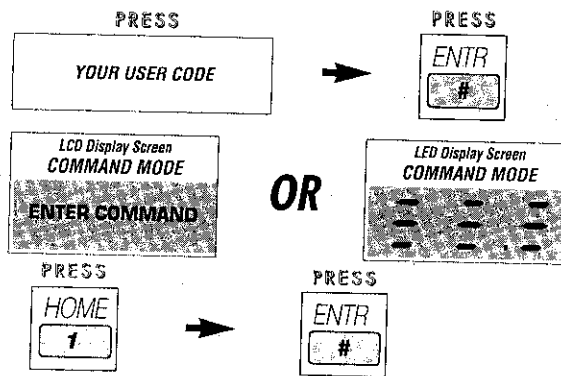 PRESS
PRESS
YOUR USER CODE
ENTR
#
LCD Display Screen
COMMAND MODE
ENTER COMMAND
OR
LED Display Screen
COMMAND MODE
PRESS
PRESS
HOME
1
ENTR
#